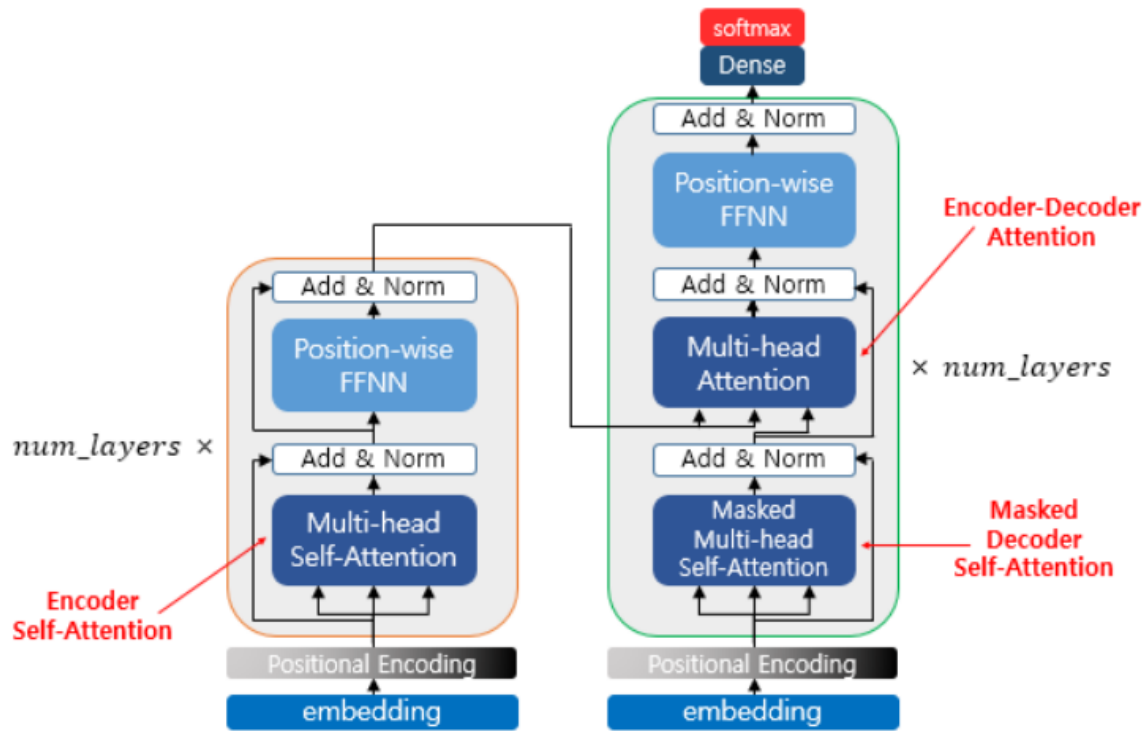 softmax
Dense
Add & Norm
Position-wise
FFNN
Encoder-Decoder
Attention
Add & Norm
Multi-head
Attention
× num_layers
Add & Norm
Masked
Multi-head
Self-Attention
Masked
Decoder
Self-Attention
Positional Encoding
embedding
Add & Norm
Position-wise
FFNN
num_layers ×
Add & Norm
Multi-head
Self-Attention
Encoder
Self-Attention
Positional Encoding
embedding